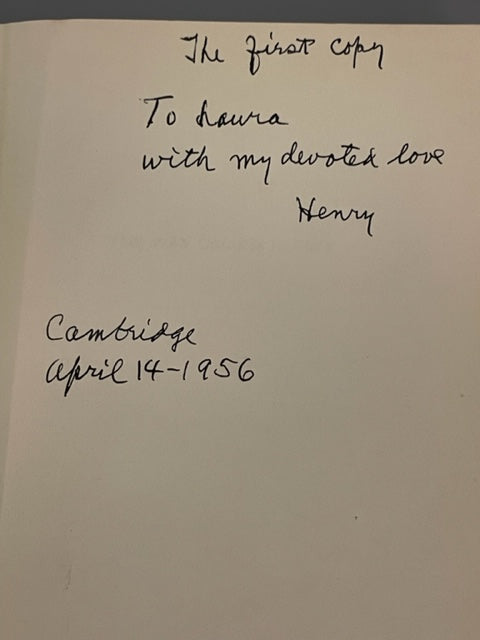 The first copy
To Laura
with my devoted love
Henry
Cambridge
April 14-1956